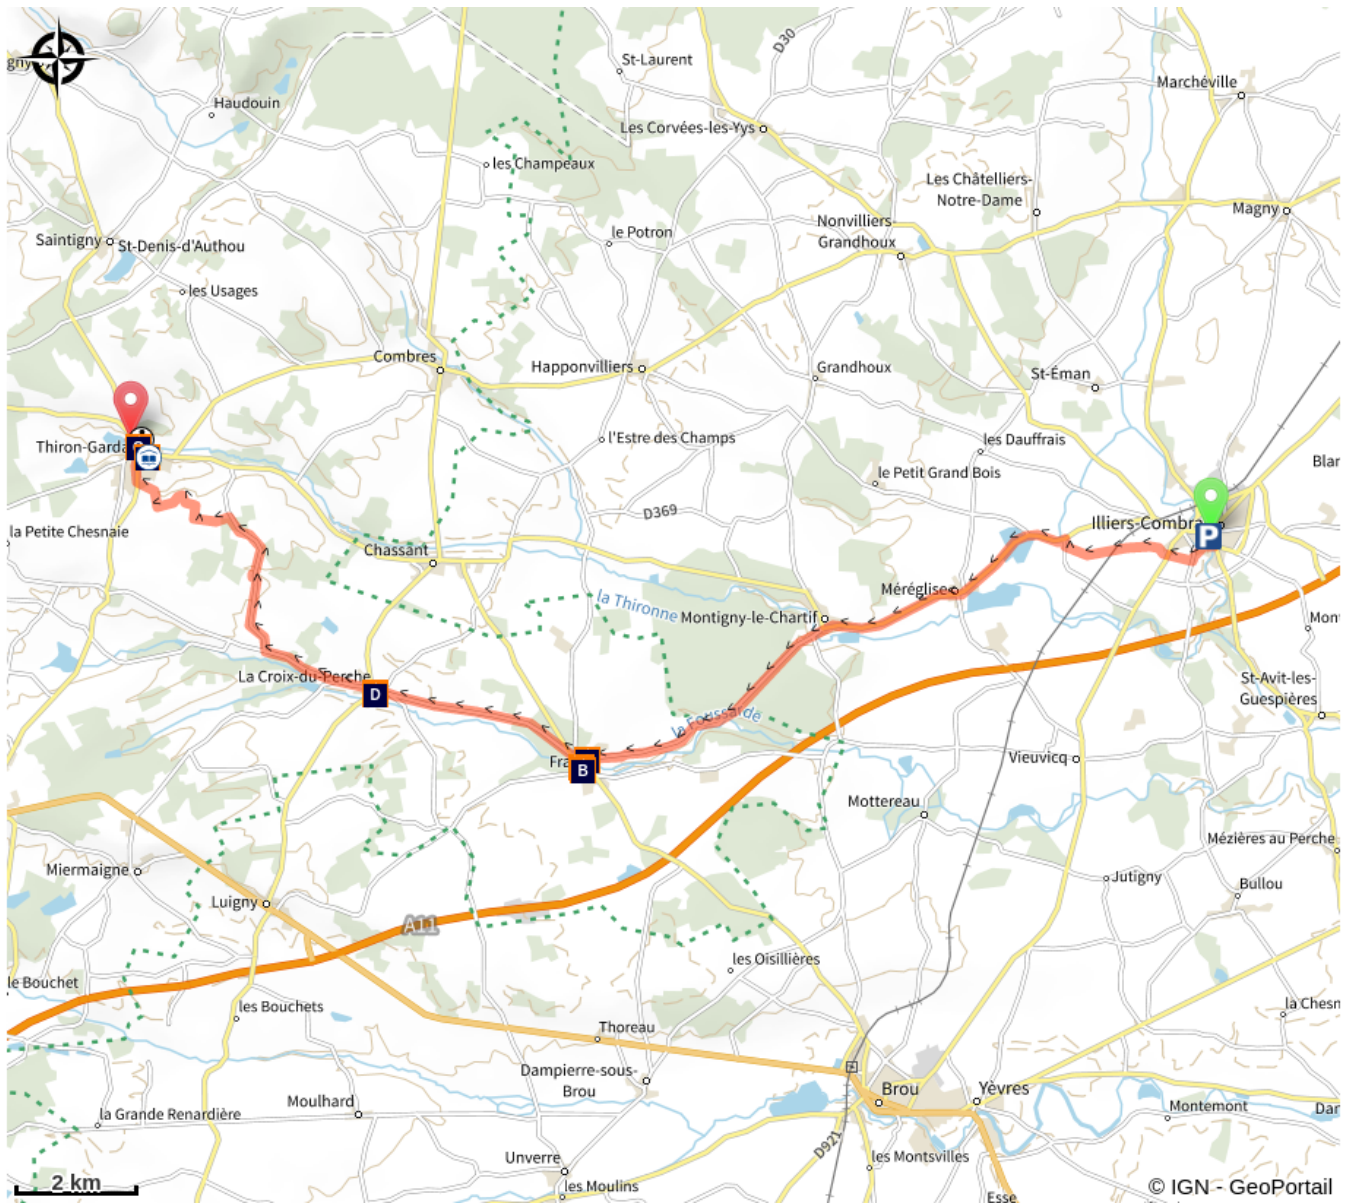 D30
St-Laurent
Marchéville
Haudouin
Les Corvées-les-Yys
les Champeaux
Les Châtelliers-
Notre-Dame
Magny
Nonvilliers-
Grandhoux
le Potron
Saintigny
St-Denis-d'Authou
les Usages
Combres
Happonvilliers
Grandhoux
St-Éman
Thiron-Garda
l'Estre des Champs
les Dauffrais
Blar
le Petit Grand Bois
D369
Illiers-Combra
P
la Petite Chesnaie
Chassant
Méréglise
la Thironne
Montigny-le-Chartif
Mon
La Croix-du-Perche
D
St-Avit-les-
Guespières
la Foussarde
Fra
B
Vieuvicq
Mottereau
Mézières au Perche
Miermaigne
Jutigny
Bullou
Luigny
A11
les Oisillières
le Bouchet
les Bouchets
la Chesn
Thoreau
Dampierre-sous-
Brou
Brou
Yèvres
Moulhard
la Grande Renardière
Montemont
Dar
D921
Unverre
les Montsvilles
les Moulins
Esse
2 km
© IGN - GeoPortail